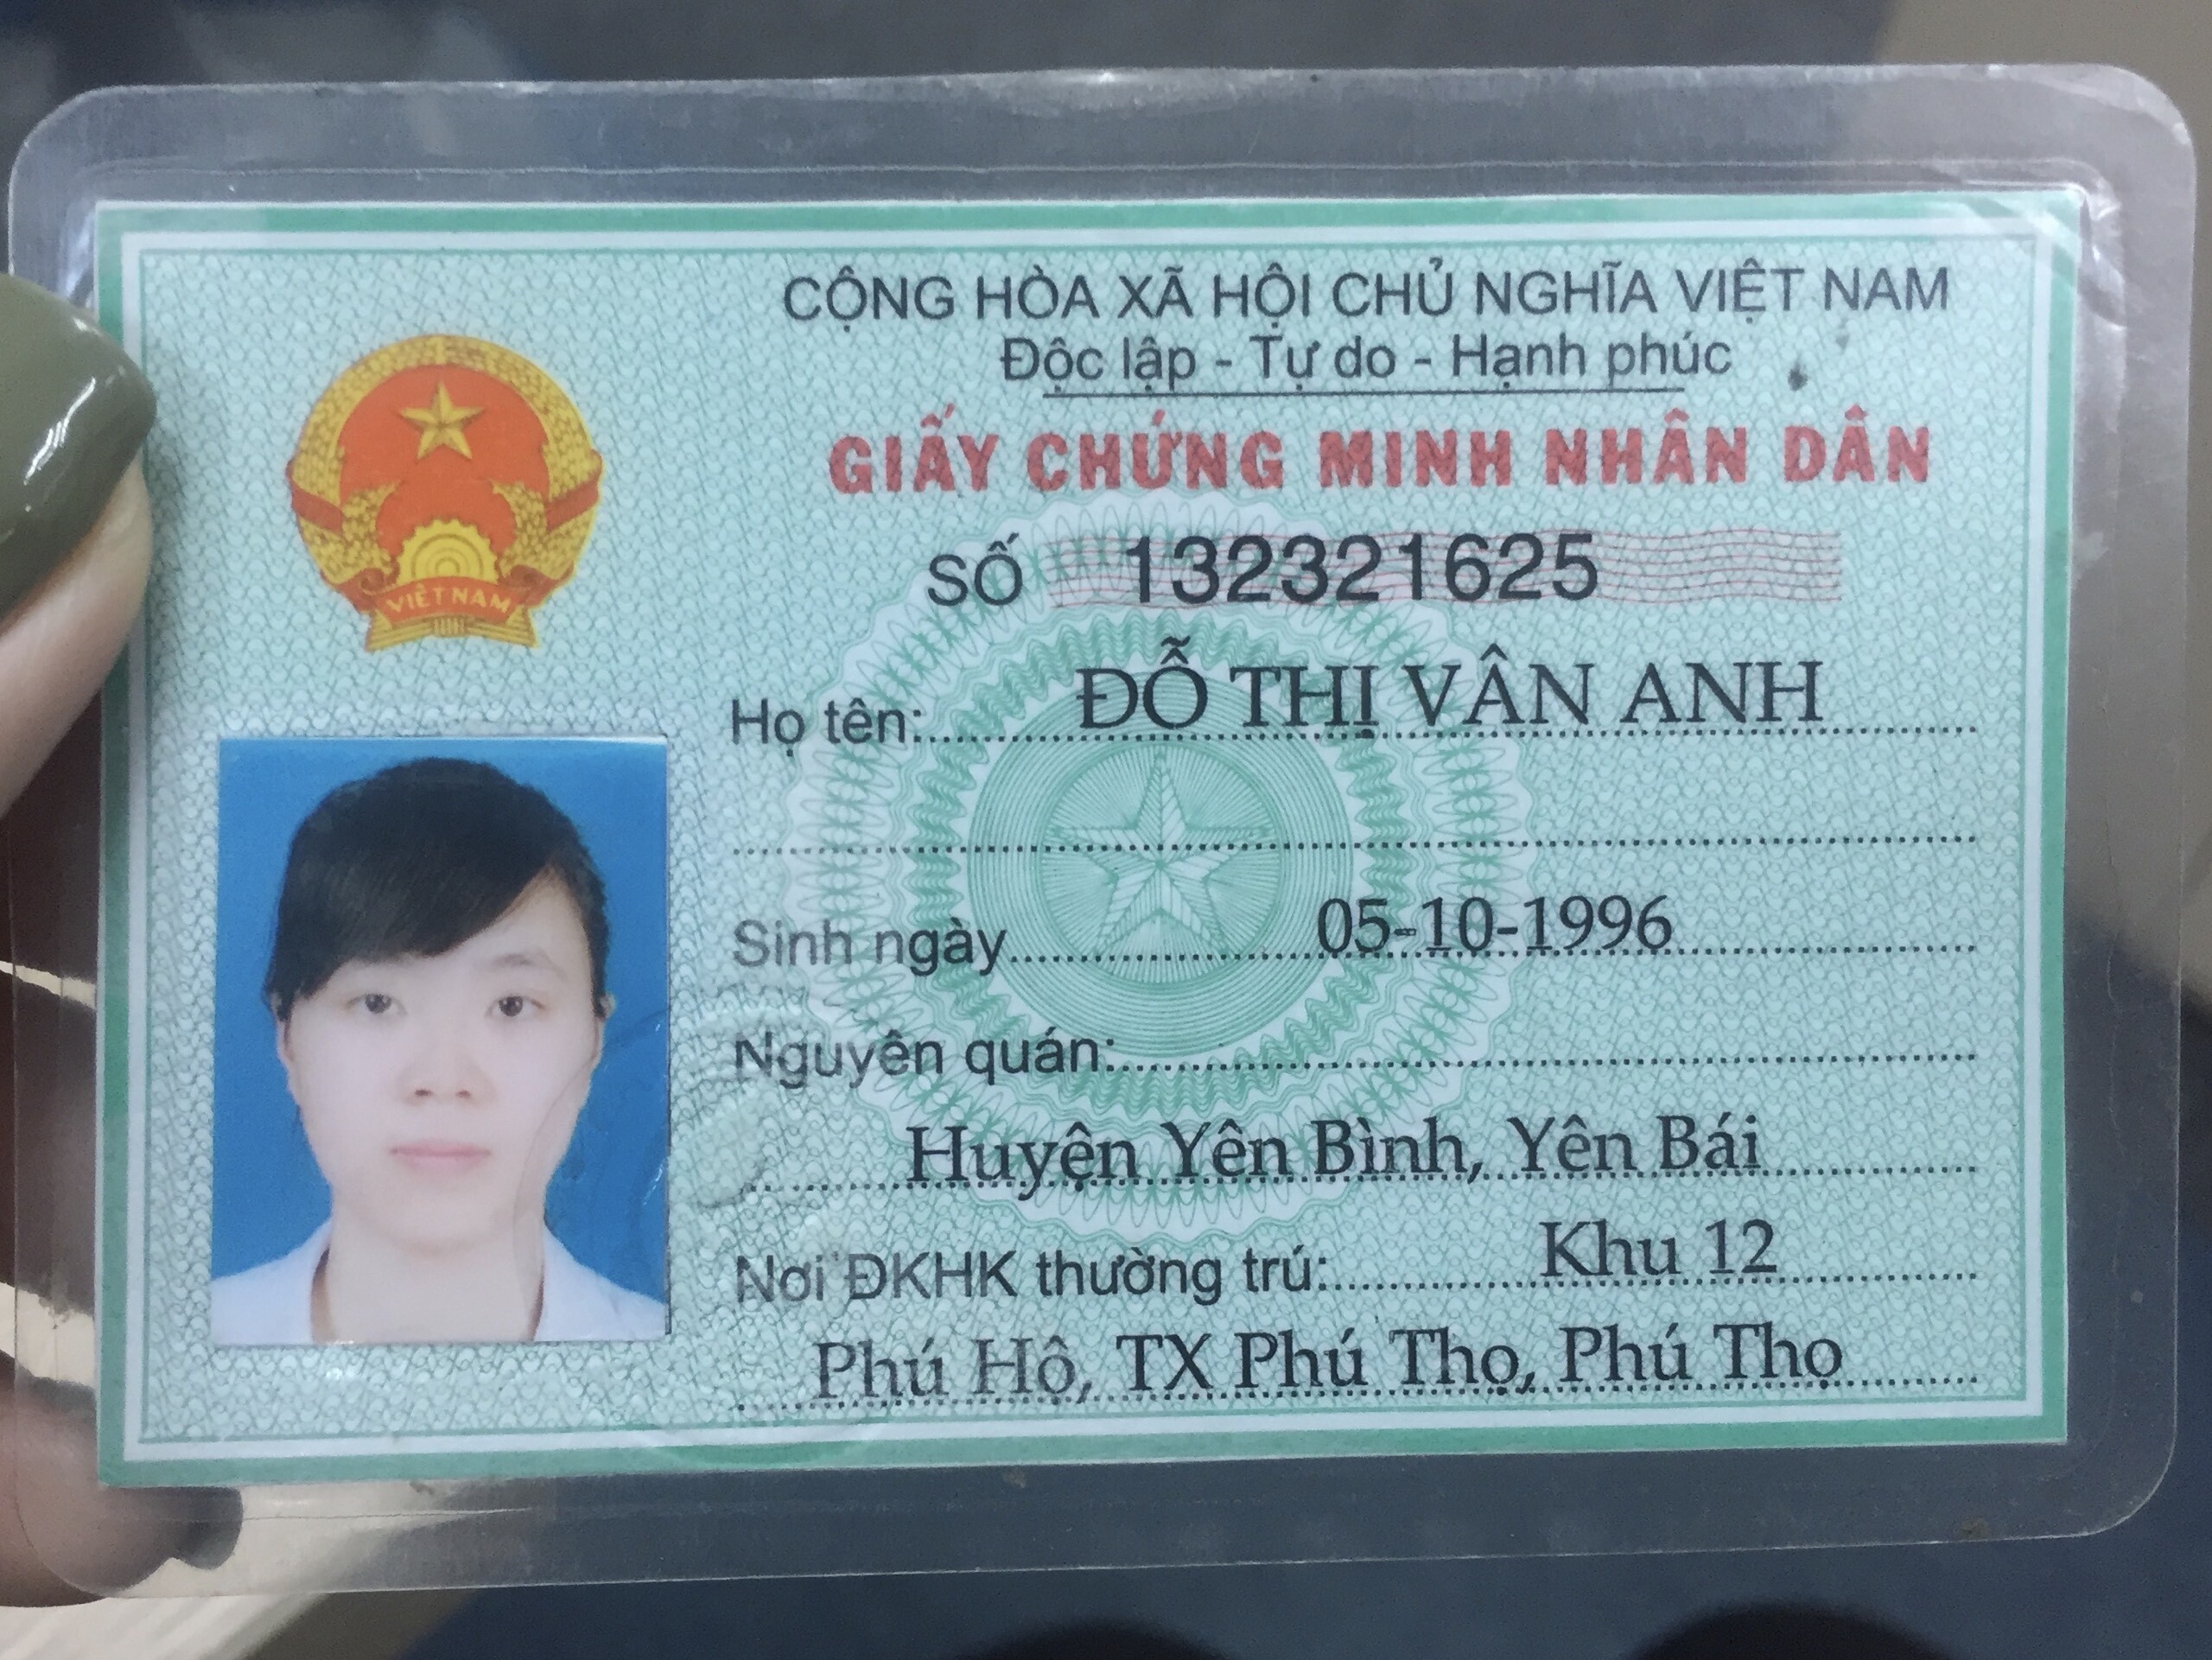 CỘNG HÒA XÃ HỘI CHỦ NGHĨA VIỆT NAM
Độc lập - Tự do - Hạnh phúc
GIẤY CHỨNG MINH NHÂN DÂN
SỐ 132321625
VIỆT NAM
Họ tên: ĐỖ THỊ VÂN ANH
Sinh ngày 05-10-1996
Nguyên quán:
Huyện Yên Bình, Yên Bái
Nơi ĐKHK thường trú: Khu 12
Phú Hộ, TX Phú Thọ, Phú Thọ